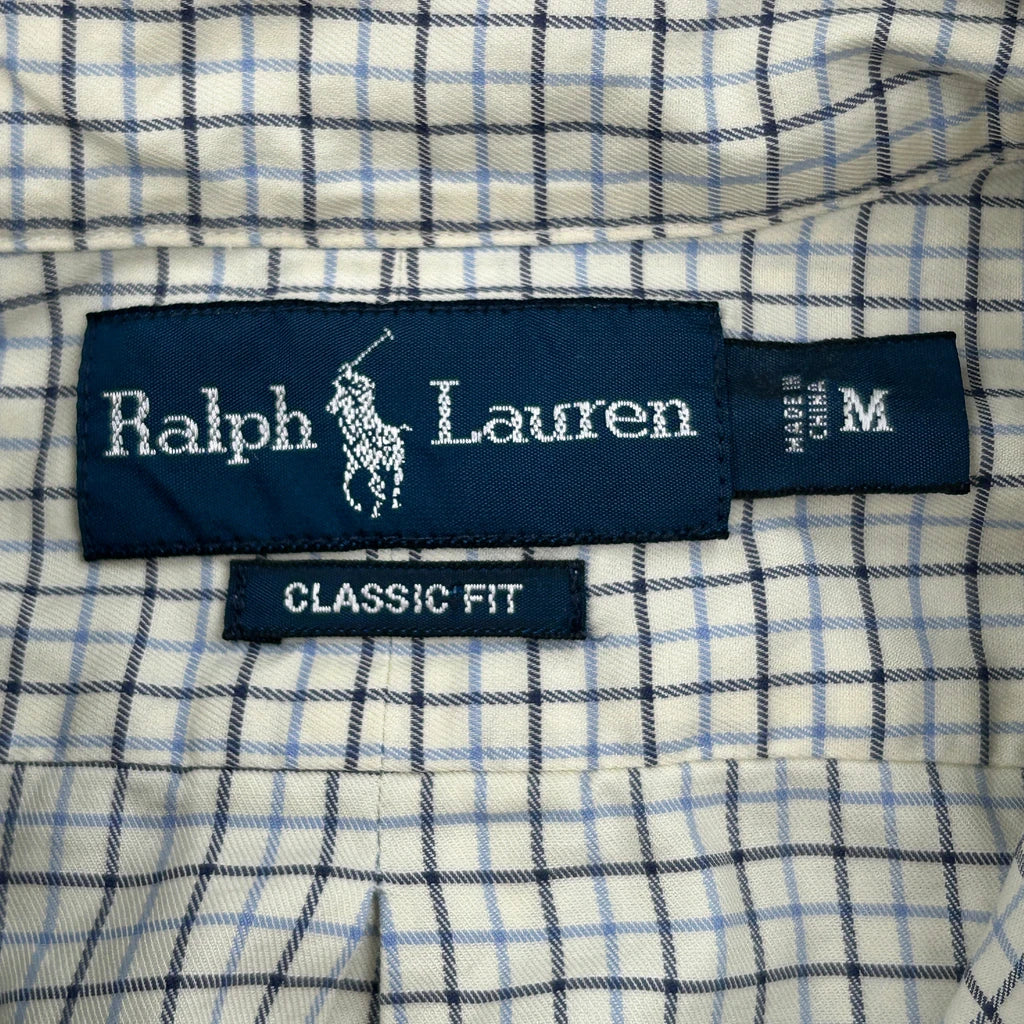 Ralph Lauren
MADE IN
CHINA
M
CLASSIC FIT